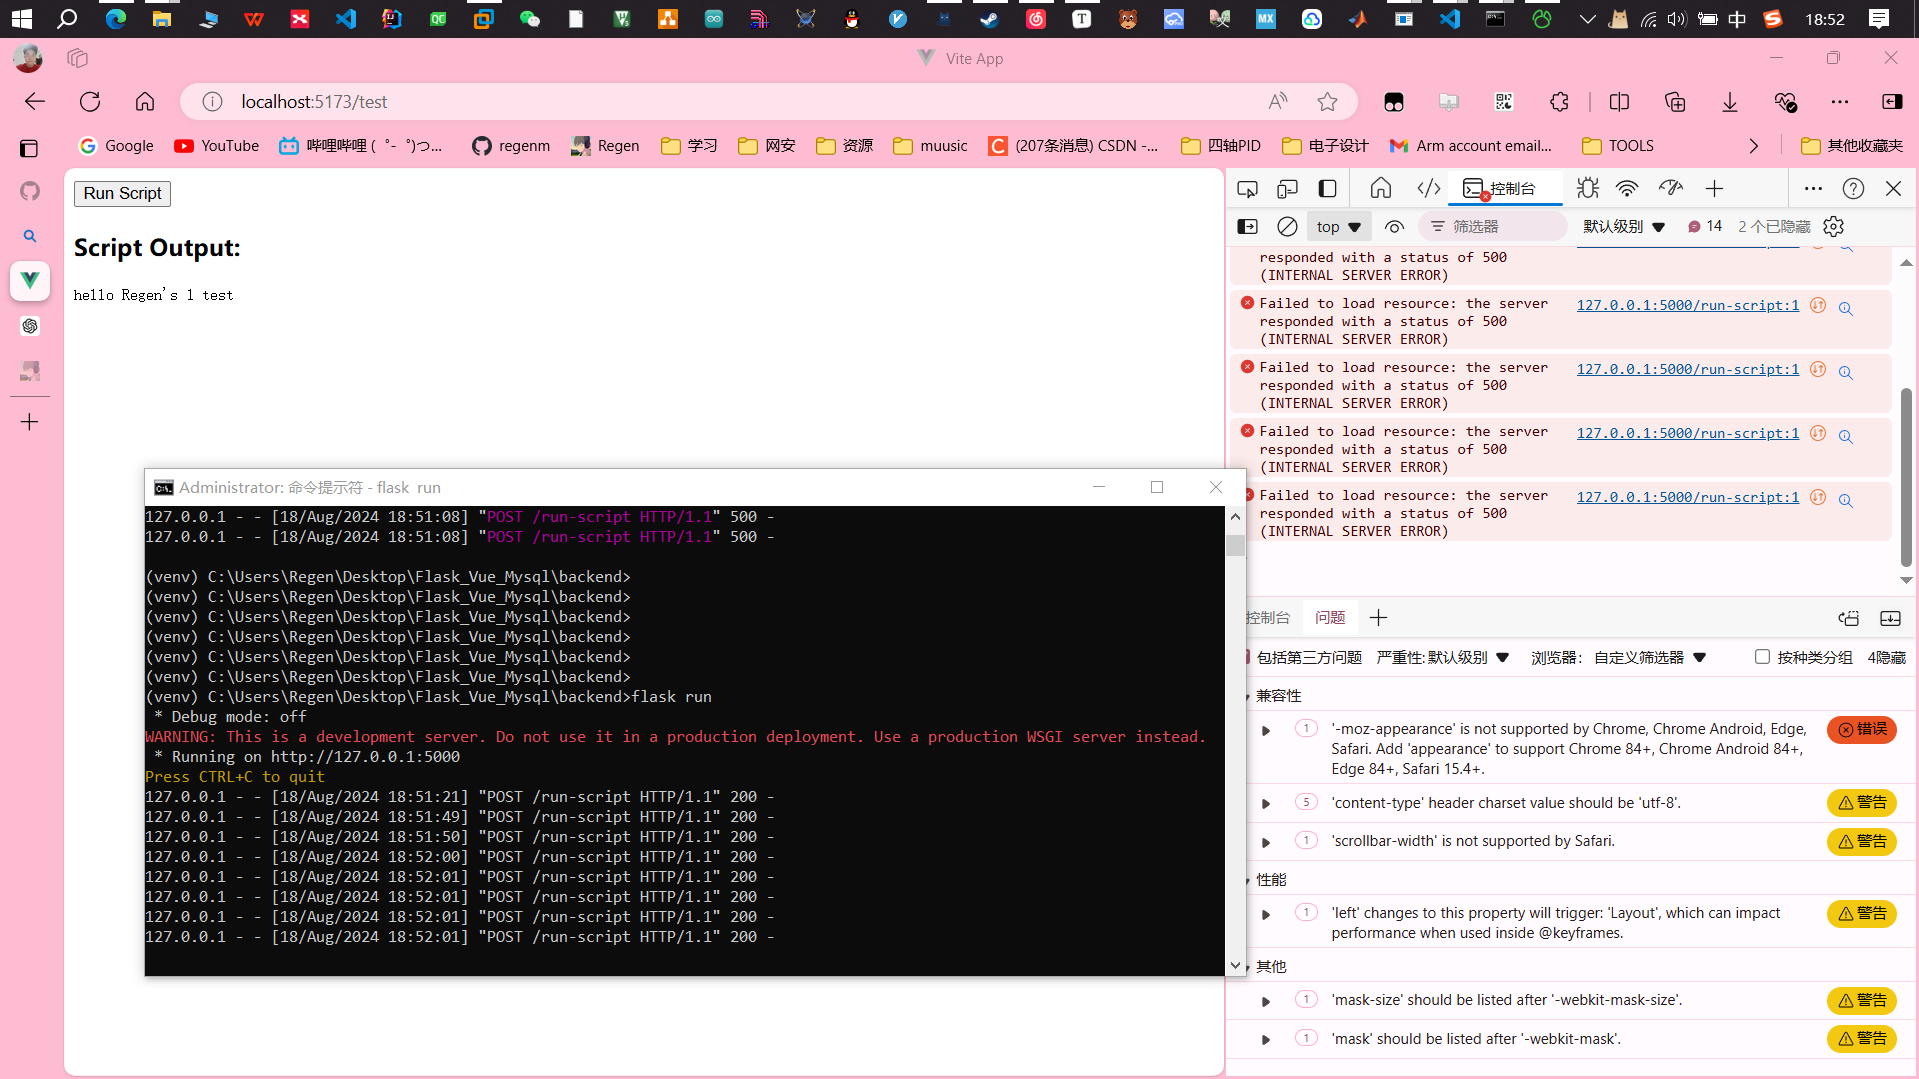 18:52
中
Vite App
localhost:5173/test
Google
YouTube
哔哩哔哩 (゜-゜)つ...
regenm
Regen
学习
网安
资源
muusic
(207条消息) CSDN -...
四轴PID
电子设计
Arm account email...
TOOLS
其他收藏夹
Run Script
Script Output:
hello Regen's 1 test
控制台
top
筛选器
默认级别
14
2 个已隐藏
responded with a status of 500
(INTERNAL SERVER ERROR)
Failed to load resource: the server 127.0.0.1:5000/run-script:1
responded with a status of 500
(INTERNAL SERVER ERROR)
Failed to load resource: the server 127.0.0.1:5000/run-script:1
responded with a status of 500
(INTERNAL SERVER ERROR)
Failed to load resource: the server 127.0.0.1:5000/run-script:1
responded with a status of 500
(INTERNAL SERVER ERROR)
Failed to load resource: the server 127.0.0.1:5000/run-script:1
responded with a status of 500
(INTERNAL SERVER ERROR)
Administrator: 命令提示符 - flask run
127.0.0.1 - - [18/Aug/2024 18:51:08] "POST /run-script HTTP/1.1" 500 -
127.0.0.1 - - [18/Aug/2024 18:51:08] "POST /run-script HTTP/1.1" 500 -
(venv) C:\Users\Regen\Desktop\Flask_Vue_Mysql\backend>
(venv) C:\Users\Regen\Desktop\Flask_Vue_Mysql\backend>
(venv) C:\Users\Regen\Desktop\Flask_Vue_Mysql\backend>
(venv) C:\Users\Regen\Desktop\Flask_Vue_Mysql\backend>
(venv) C:\Users\Regen\Desktop\Flask_Vue_Mysql\backend>
(venv) C:\Users\Regen\Desktop\Flask_Vue_Mysql\backend>
(venv) C:\Users\Regen\Desktop\Flask_Vue_Mysql\backend>flask run
 * Debug mode: off
WARNING: This is a development server. Do not use it in a production deployment. Use a production WSGI server instead.
 * Running on http://127.0.0.1:5000
Press CTRL+C to quit
127.0.0.1 - - [18/Aug/2024 18:51:21] "POST /run-script HTTP/1.1" 200 -
127.0.0.1 - - [18/Aug/2024 18:51:49] "POST /run-script HTTP/1.1" 200 -
127.0.0.1 - - [18/Aug/2024 18:51:50] "POST /run-script HTTP/1.1" 200 -
127.0.0.1 - - [18/Aug/2024 18:52:00] "POST /run-script HTTP/1.1" 200 -
127.0.0.1 - - [18/Aug/2024 18:52:01] "POST /run-script HTTP/1.1" 200 -
127.0.0.1 - - [18/Aug/2024 18:52:01] "POST /run-script HTTP/1.1" 200 -
127.0.0.1 - - [18/Aug/2024 18:52:01] "POST /run-script HTTP/1.1" 200 -
127.0.0.1 - - [18/Aug/2024 18:52:01] "POST /run-script HTTP/1.1" 200 -
控制台
问题
包括第三方问题 严重性: 默认级别 浏览器: 自定义筛选器 按种类分组 4隐藏
兼容性
1 '-moz-appearance' is not supported by Chrome, Chrome Android, Edge, 错误
Safari. Add 'appearance' to support Chrome 84+, Chrome Android 84+,
Edge 84+, Safari 15.4+.
5 'content-type' header charset value should be 'utf-8'. 警告
1 'scrollbar-width' is not supported by Safari. 警告
性能
1 'left' changes to this property will trigger: 'Layout', which can impact 警告
performance when used inside @keyframes.
其他
1 'mask-size' should be listed after '-webkit-mask-size'. 警告
1 'mask' should be listed after '-webkit-mask'. 警告